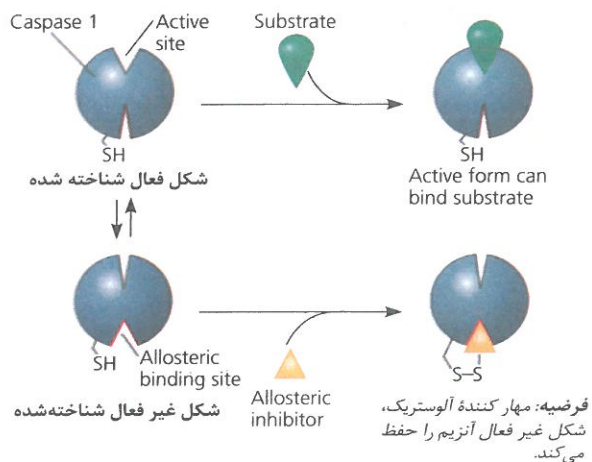 Caspase 1
Active
site
Substrate
SH
شکل فعال شناخته شده
SH
Active form can
bind substrate
SH
Allosteric
binding site
شکل غیر فعال شناخته‌شده
Allosteric
inhibitor
S–S
فرضیه: مهار کنندهٔ آلوستریک،
شکل غیر فعال آنزیم را حفظ
می‌کند.